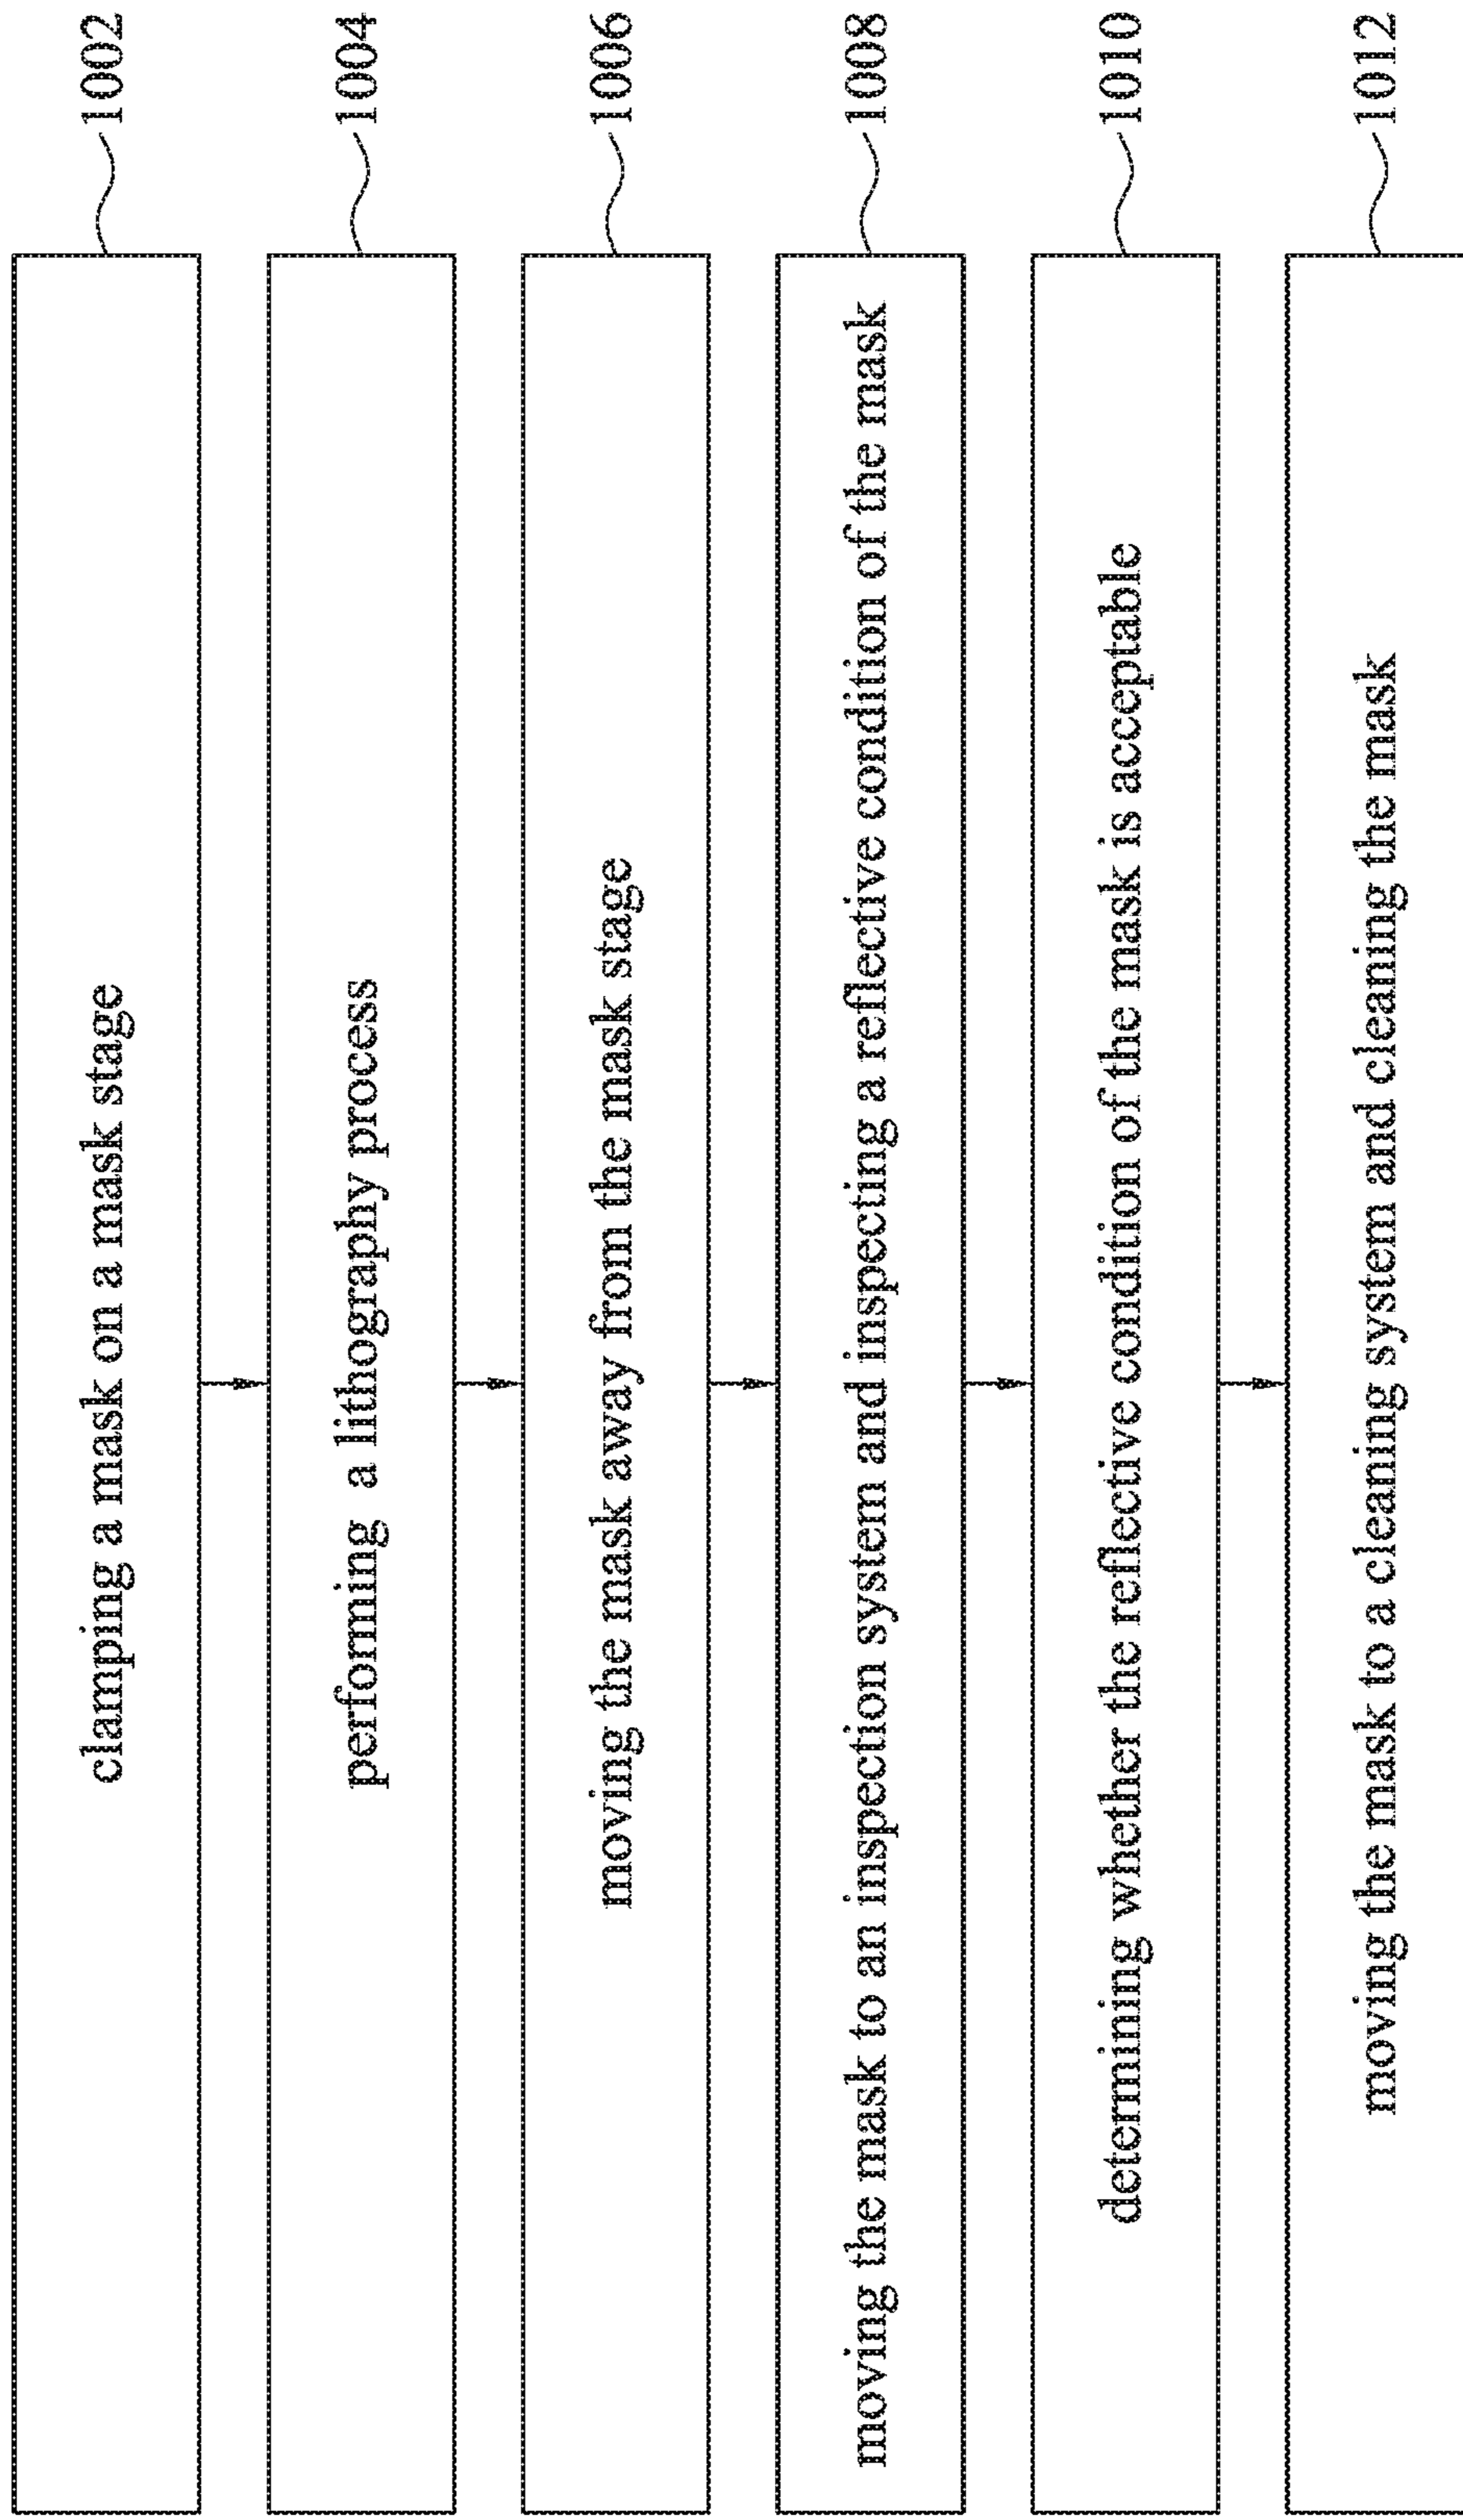 clamping a mask on a mask stage
1002
performing a lithography process
1004
moving the mask away from the mask stage
1006
moving the mask to an inspection system and inspecting a reflective condition of the mask
1008
determining whether the reflective condition of the mask is acceptable
1010
moving the mask to a cleaning system and cleaning the mask
1012